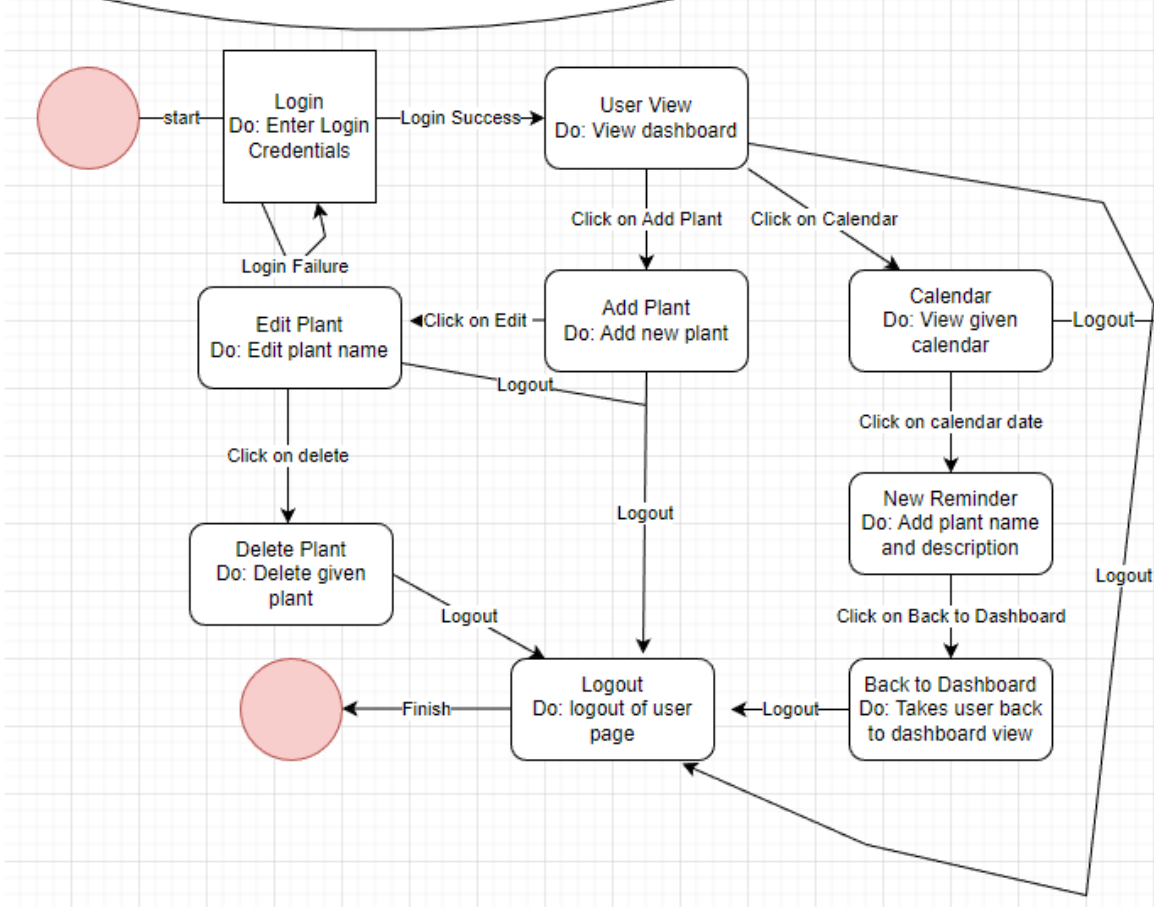 start
Login
Do: Enter Login
Credentials
Login Success
User View
Do: View dashboard
Login Failure
Click on Add Plant
Click on Calendar
Edit Plant
Do: Edit plant name
Click on Edit
Add Plant
Do: Add new plant
Calendar
Do: View given
calendar
Logout
Logout
Click on delete
Click on calendar date
Logout
New Reminder
Do: Add plant name
and description
Delete Plant
Do: Delete given
plant
Logout
Logout
Click on Back to Dashboard
Finish
Logout
Do: logout of user
page
Logout
Back to Dashboard
Do: Takes user back
to dashboard view